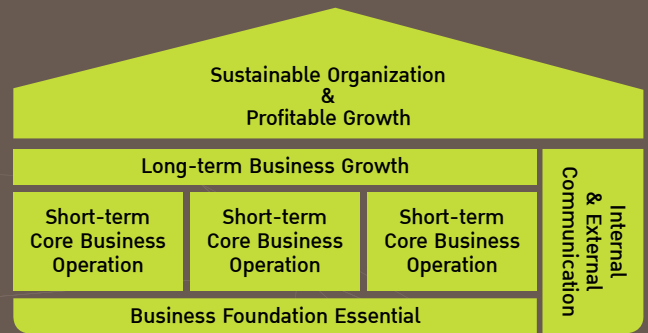 Sustainable Organization
&
Profitable Growth
Long-term Business Growth
Short-term
Core Business
Operation
Short-term
Core Business
Operation
Short-term
Core Business
Operation
Business Foundation Essential
Internal
& External
Communication